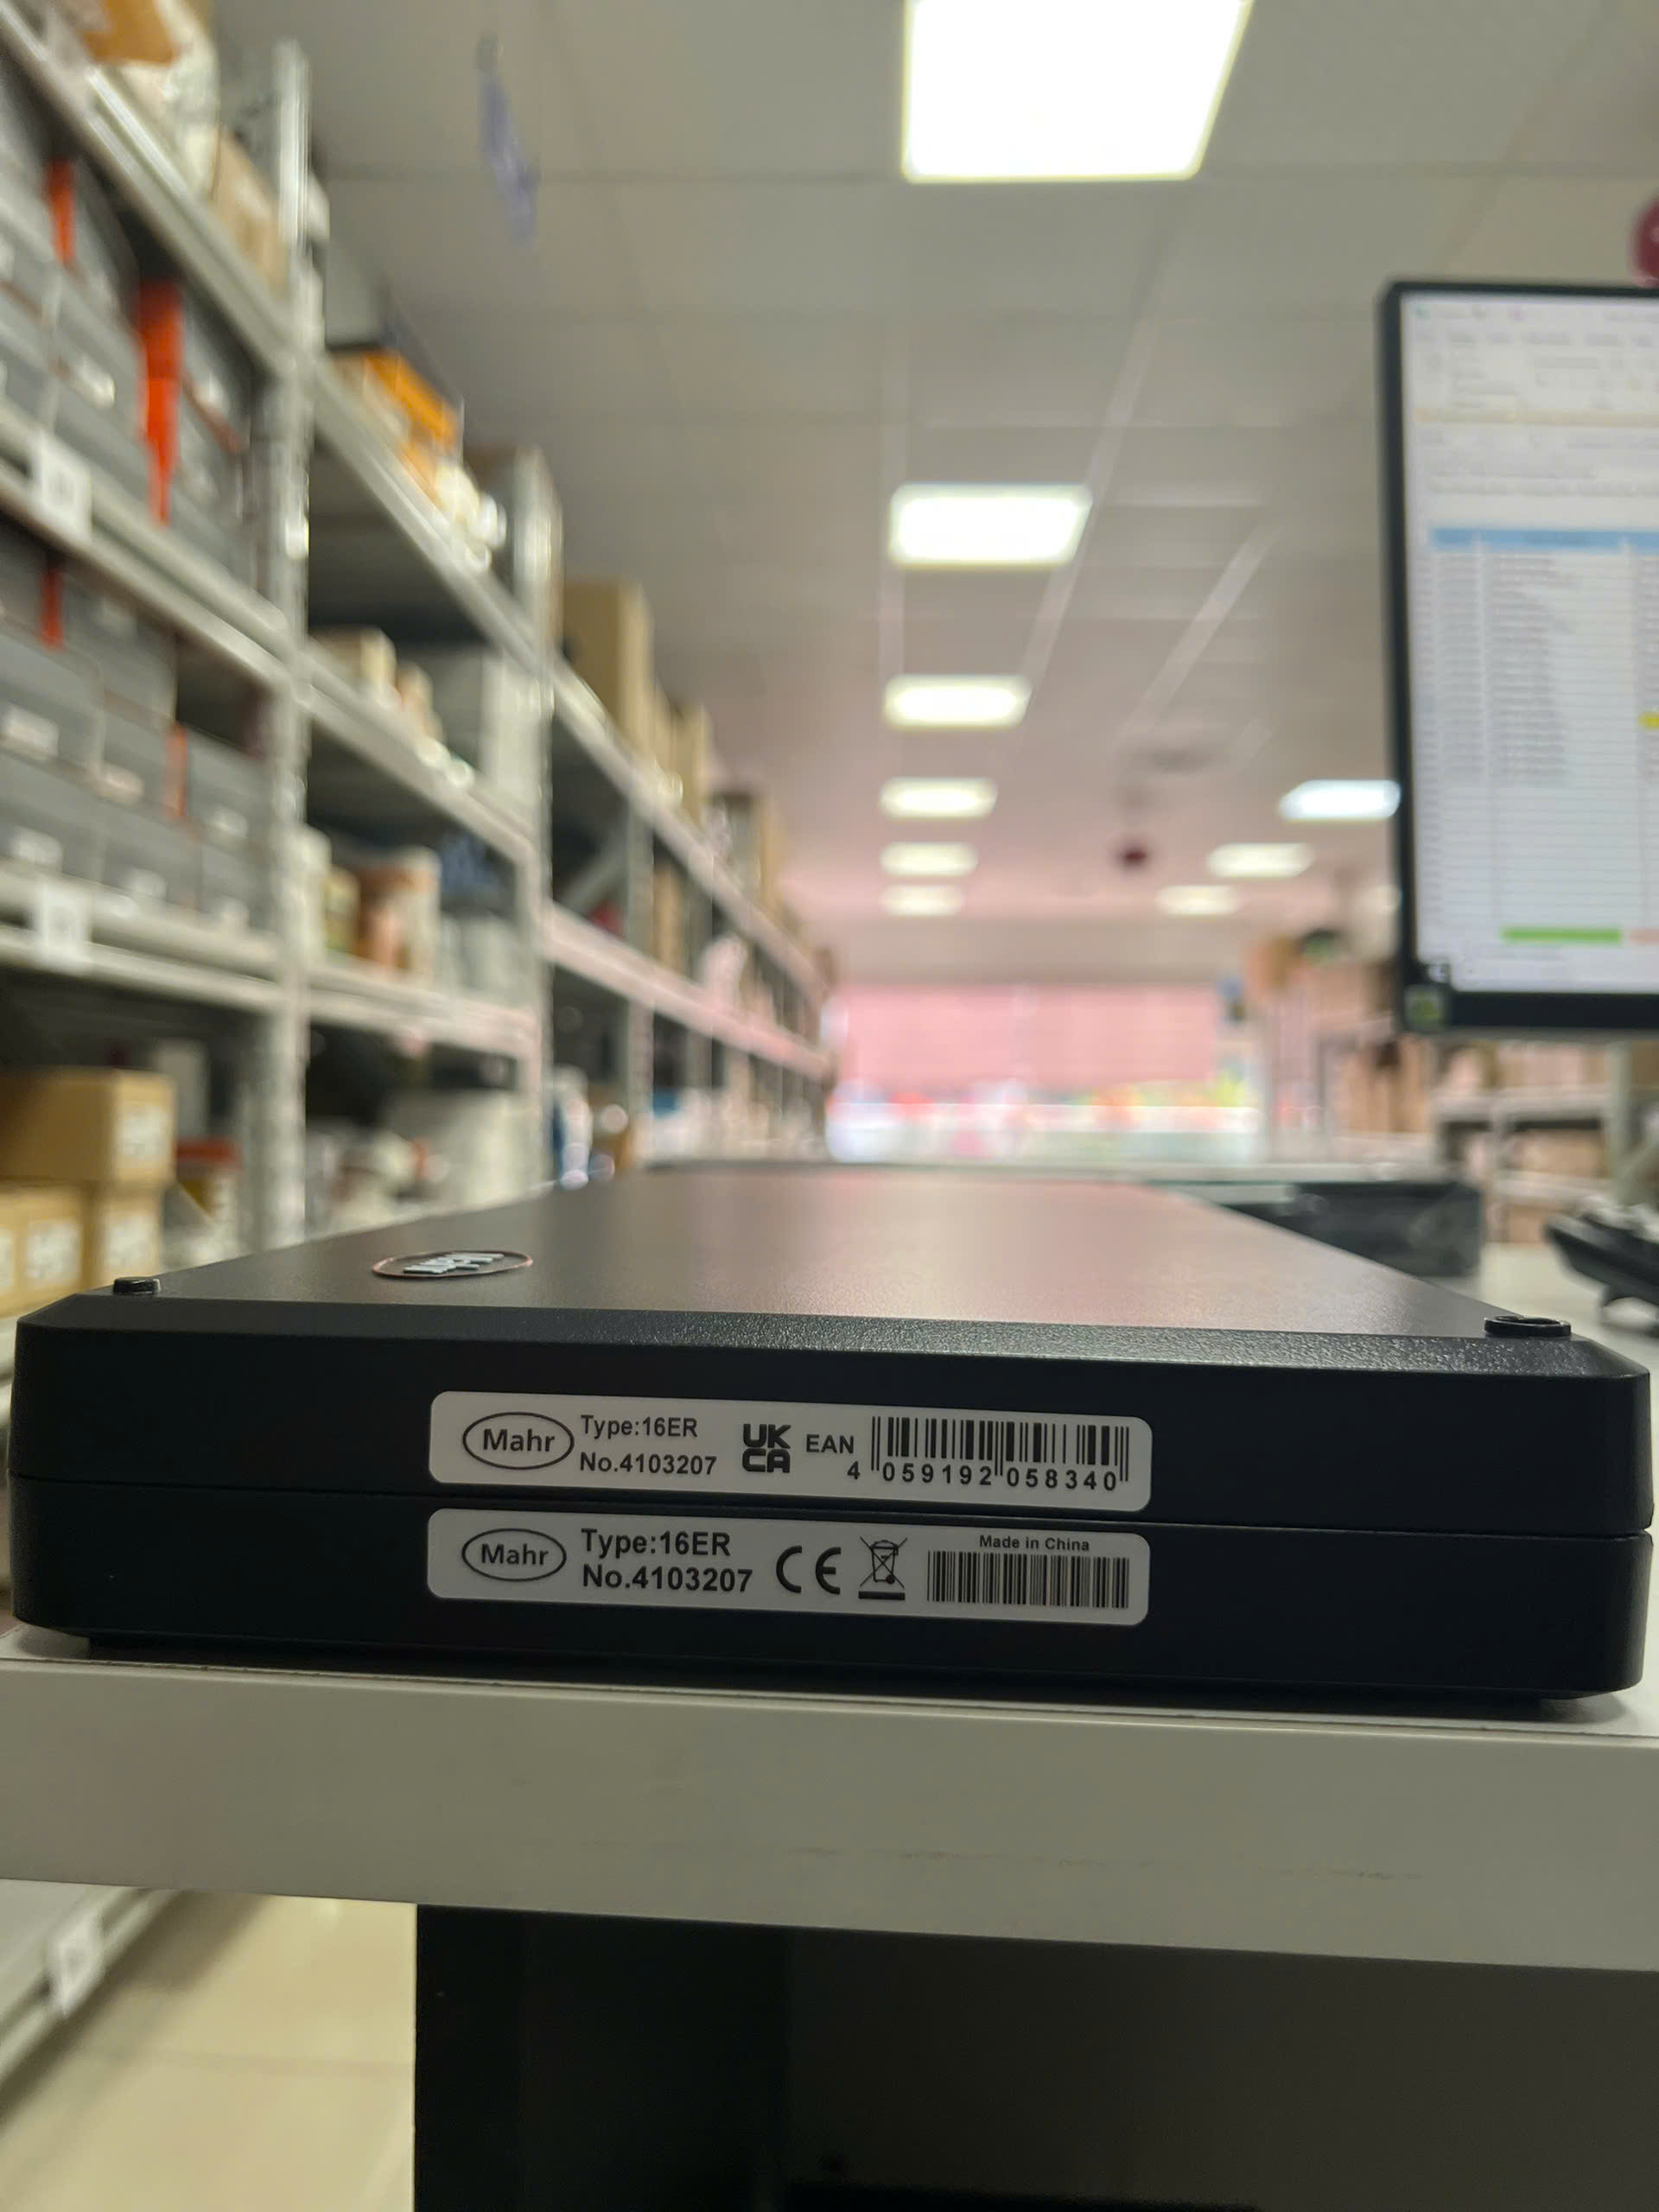 Mahr
Type:16ER
No.4103207
UK
CA
EAN
4 059192 058340
Mahr
Type:16ER
No.4103207
CE
Made in China